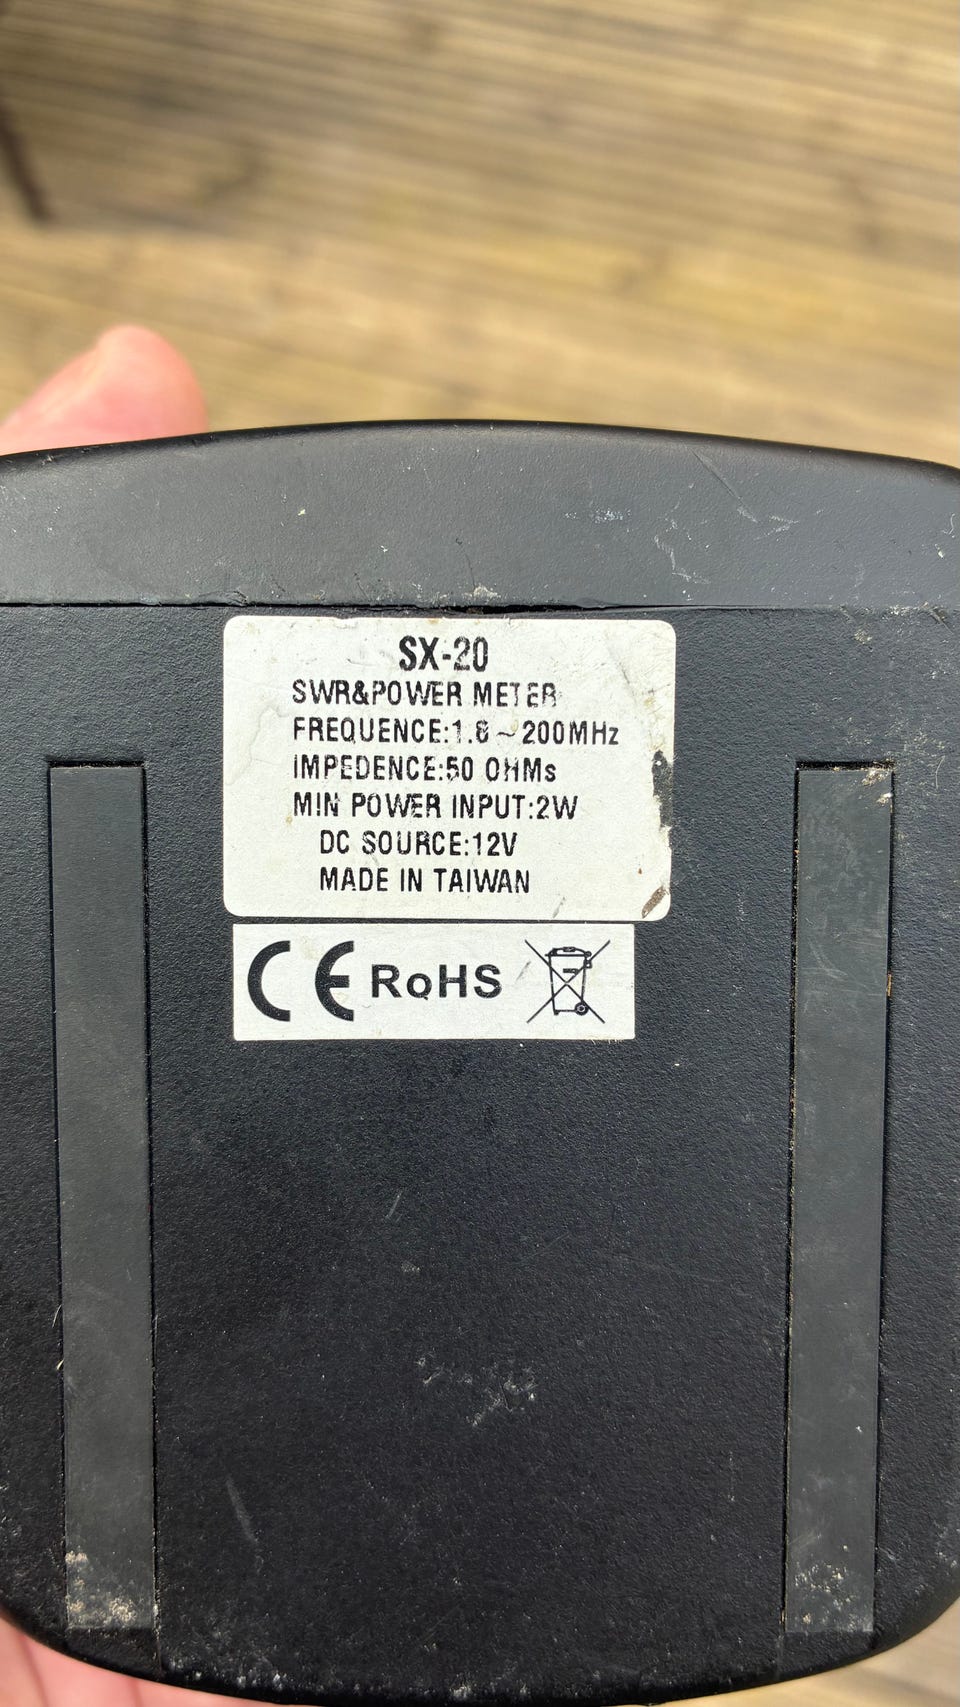 SX-20
SWR&POWER METER
FREQUENCE:1.8~200MHz
IMPEDENCE:50 OHMs
MIN POWER INPUT:2W
DC SOURCE:12V
MADE IN TAIWAN
CE RoHS